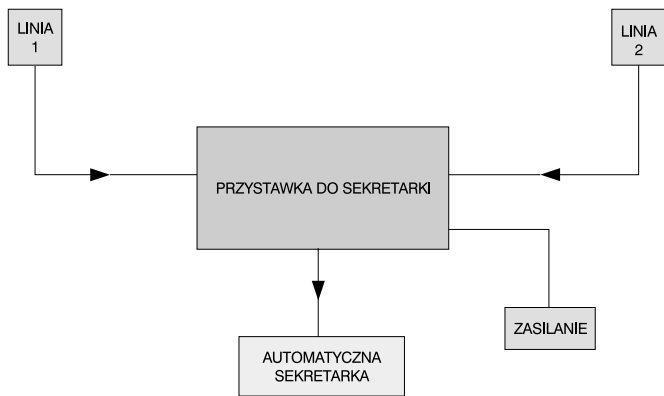 LINIA
1
LINIA
2
PRZYSTAWKA DO SEKRETARKI
ZASILANIE
AUTOMATYCZNA
SEKRETARKA